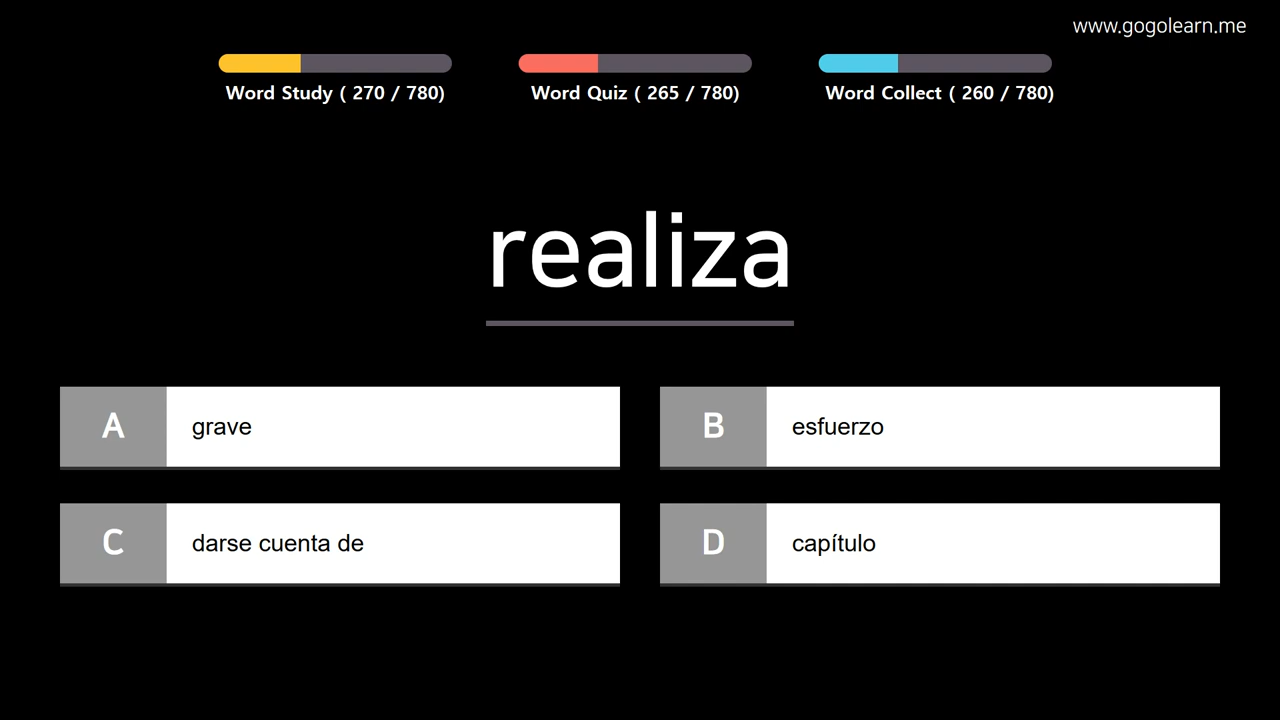 www.gogolearn.me
Word Study ( 270 / 780)
Word Quiz ( 265 / 780)
Word Collect ( 260 / 780)
realiza
A grave
B esfuerzo
C darse cuenta de
D capítulo